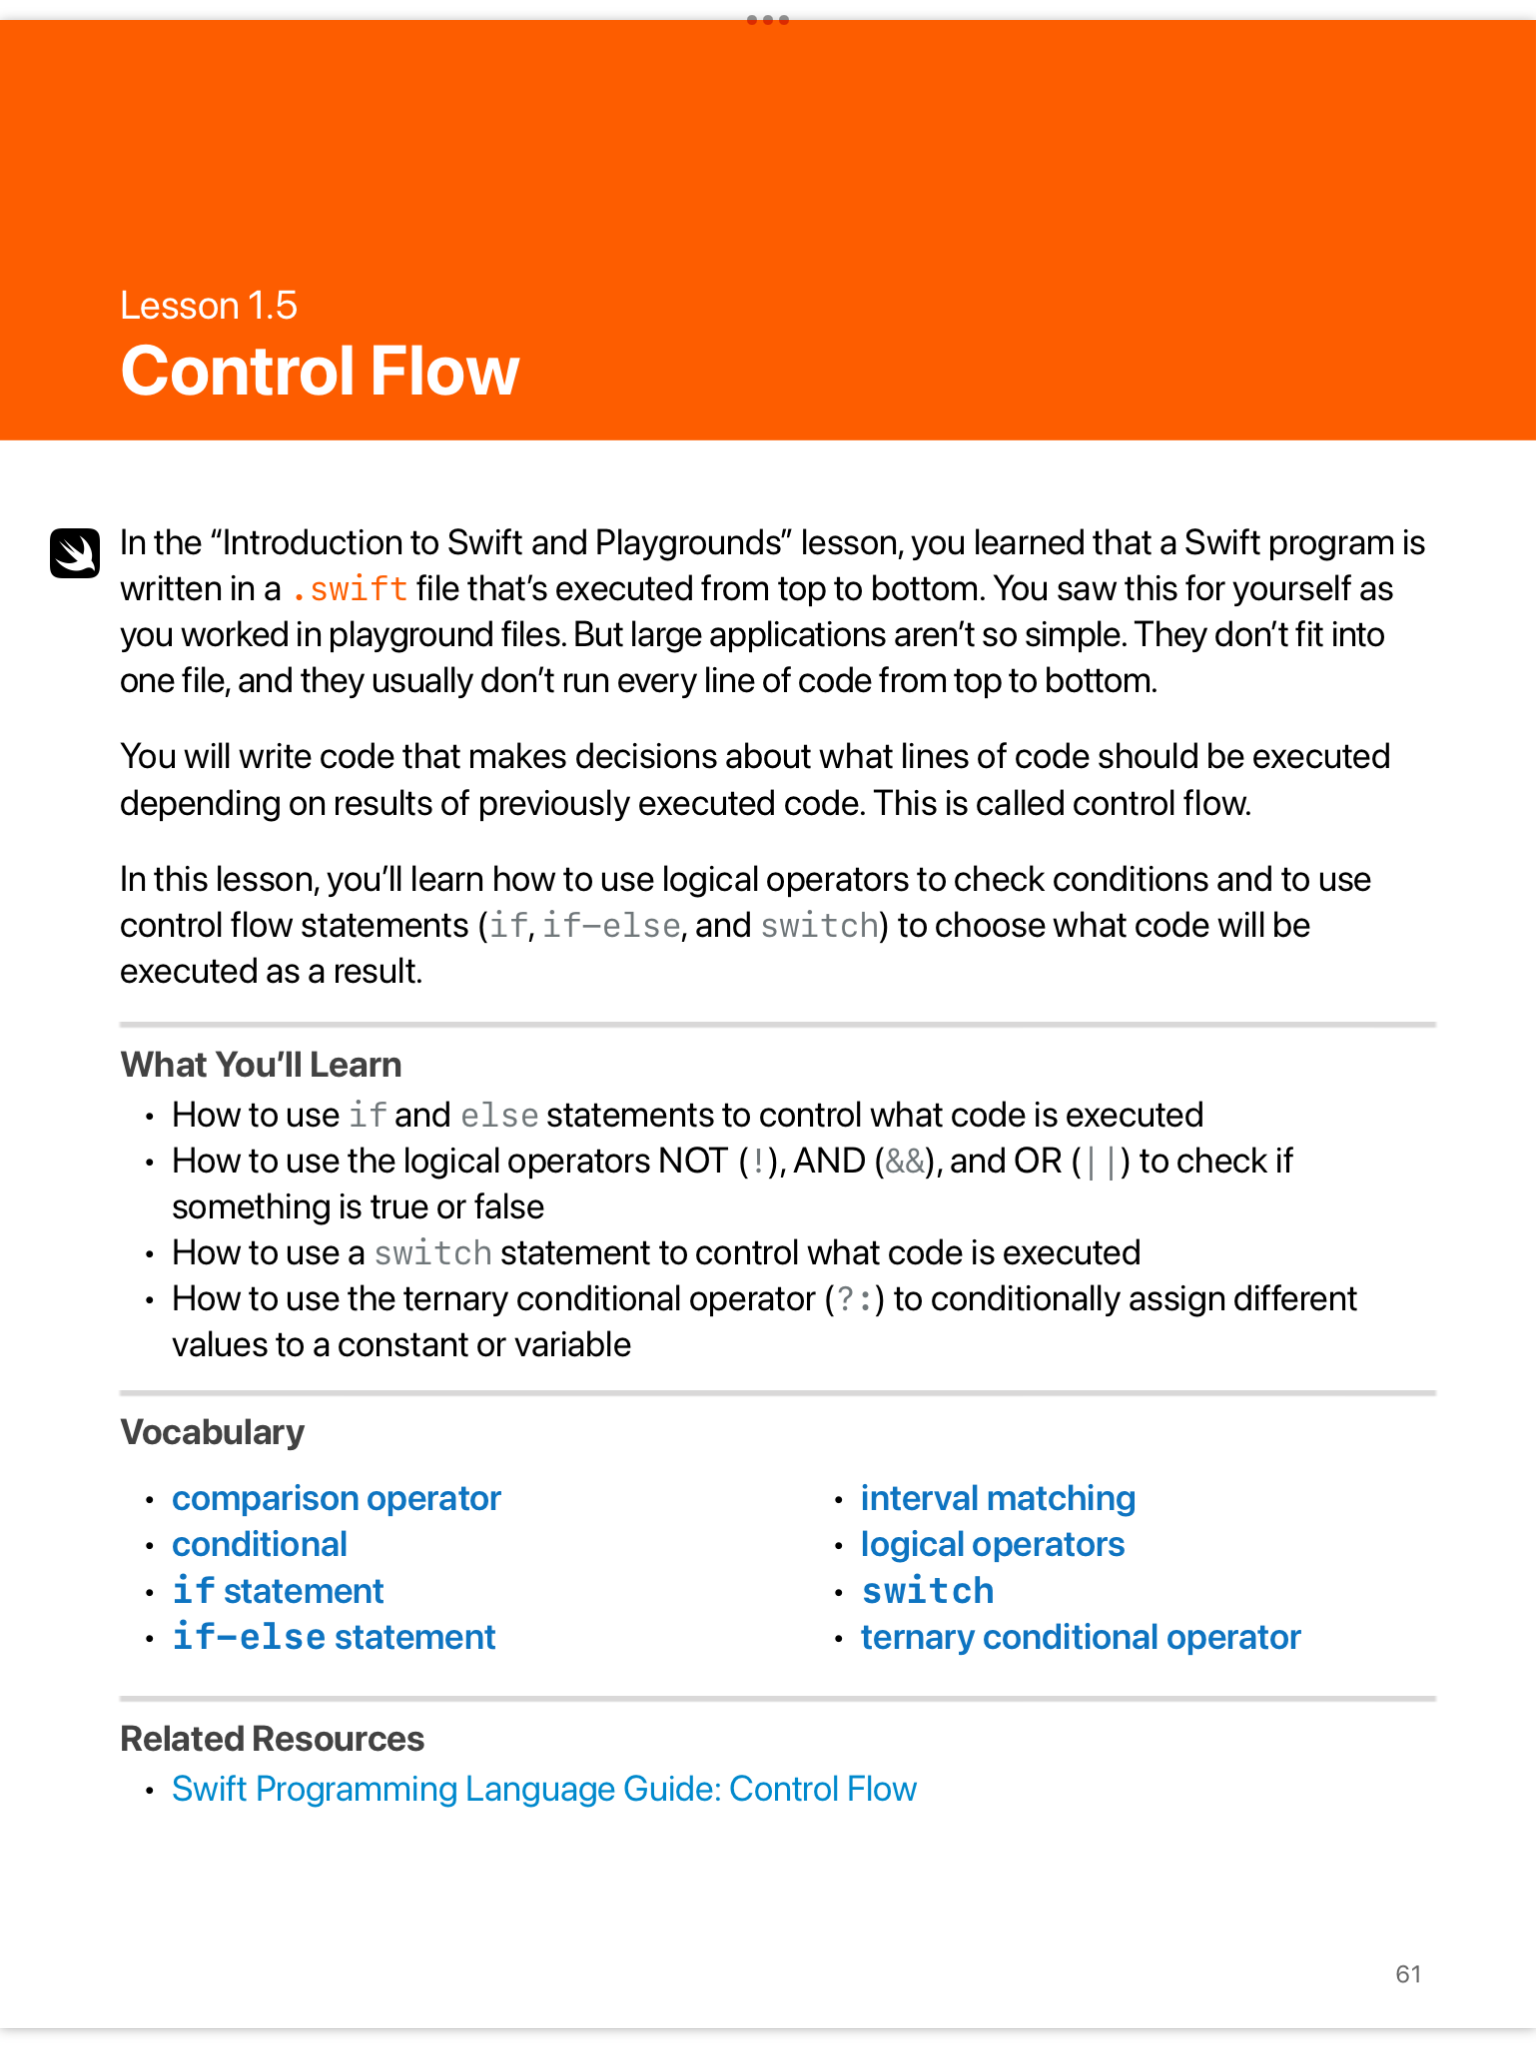 Lesson 1.5
Control Flow
In the “Introduction to Swift and Playgrounds” lesson, you learned that a Swift program is
written in a .swift file that’s executed from top to bottom. You saw this for yourself as
you worked in playground files. But large applications aren’t so simple. They don’t fit into
one file, and they usually don’t run every line of code from top to bottom.
You will write code that makes decisions about what lines of code should be executed
depending on results of previously executed code. This is called control flow.
In this lesson, you’ll learn how to use logical operators to check conditions and to use
control flow statements (if, if-else, and switch) to choose what code will be
executed as a result.
What You’ll Learn
• How to use if and else statements to control what code is executed
• How to use the logical operators NOT (!), AND (&&), and OR (||) to check if
something is true or false
• How to use a switch statement to control what code is executed
• How to use the ternary conditional operator (?:) to conditionally assign different
values to a constant or variable
Vocabulary
• comparison operator
• conditional
• if statement
• if-else statement
• interval matching
• logical operators
• switch
• ternary conditional operator
Related Resources
• Swift Programming Language Guide: Control Flow
61